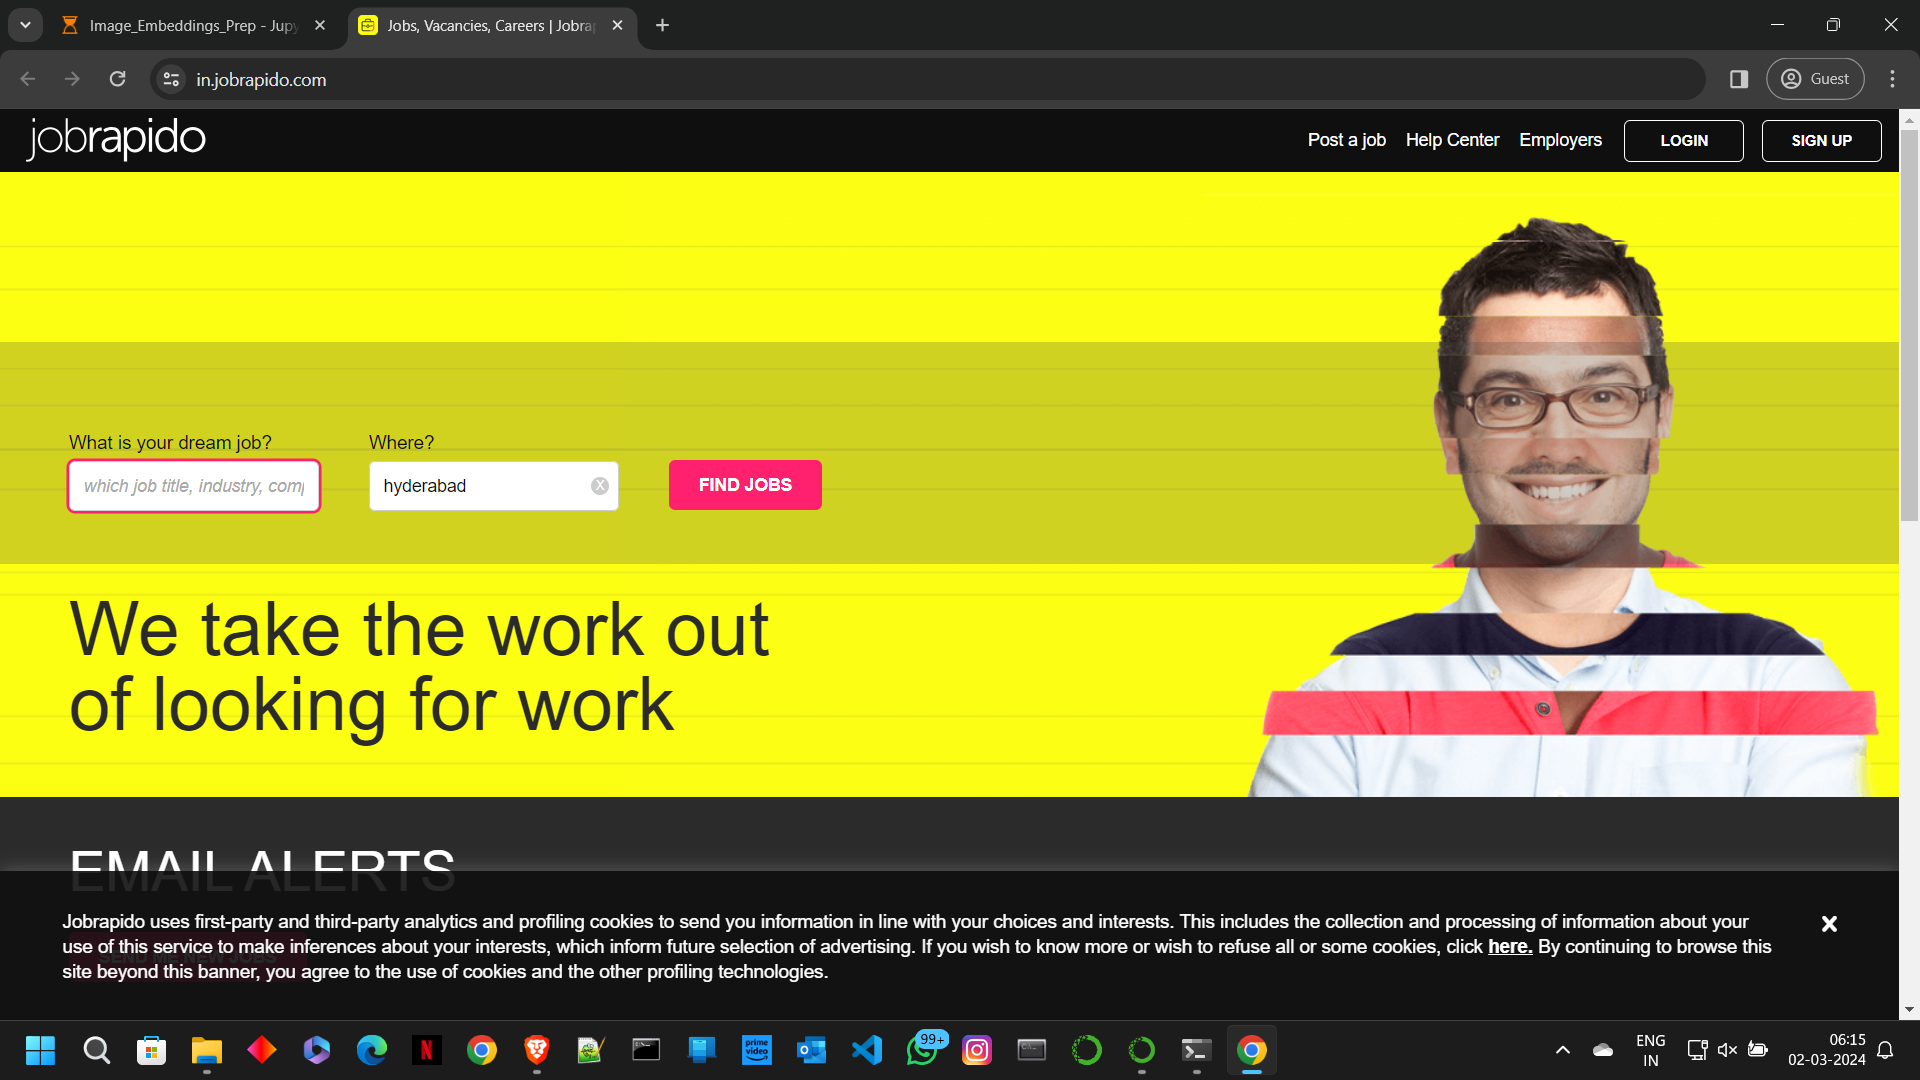 Image_Embeddings_Prep - Jupy
Jobs, Vacancies, Careers | Jobrap
in.jobrapido.com
Guest
jobrapido
Post a job
Help Center
Employers
LOGIN
SIGN UP
What is your dream job?
Where?
which job title, industry, comp
hyderabad
X
FIND JOBS
We take the work out
of looking for work
EMAIL ALERTS
SEND ME NEW JOBS
Jobrapido uses first-party and third-party analytics and profiling cookies to send you information in line with your choices and interests. This includes the collection and processing of information about your
use of this service to make inferences about your interests, which inform future selection of advertising. If you wish to know more or wish to refuse all or some cookies, click here. By continuing to browse this
site beyond this banner, you agree to the use of cookies and the other profiling technologies.
N
prime
video
99+
ENG
IN
06:15
02-03-2024